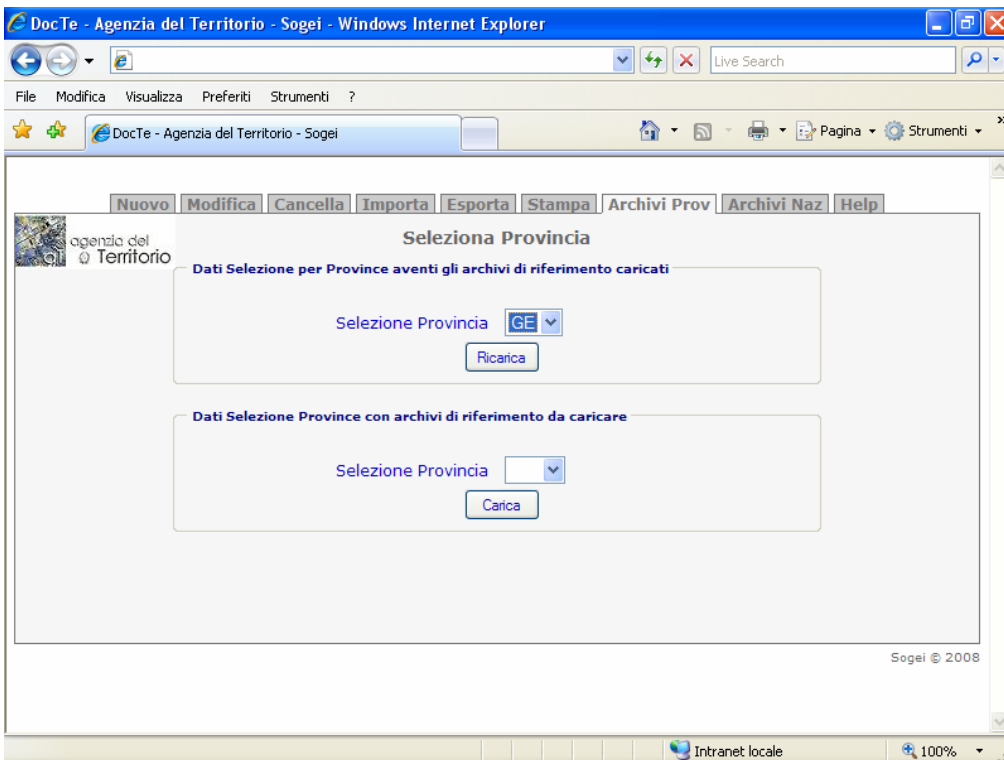 DocTe - Agenzia del Territorio - Sogei - Windows Internet Explorer
Live Search
File Modifica Visualizza Preferiti Strumenti ?
DocTe - Agenzia del Territorio - Sogei
Pagina
Strumenti
»
Nuovo Modifica Cancella Importa Esporta Stampa Archivi Prov Archivi Naz Help
agenzia del
Territorio
Seleziona Provincia
Dati Selezione per Province aventi gli archivi di riferimento caricati
Selezione Provincia GE
Ricarica
Dati Selezione Province con archivi di riferimento da caricare
Selezione Provincia
Carica
Sogei © 2008
Intranet locale 100%